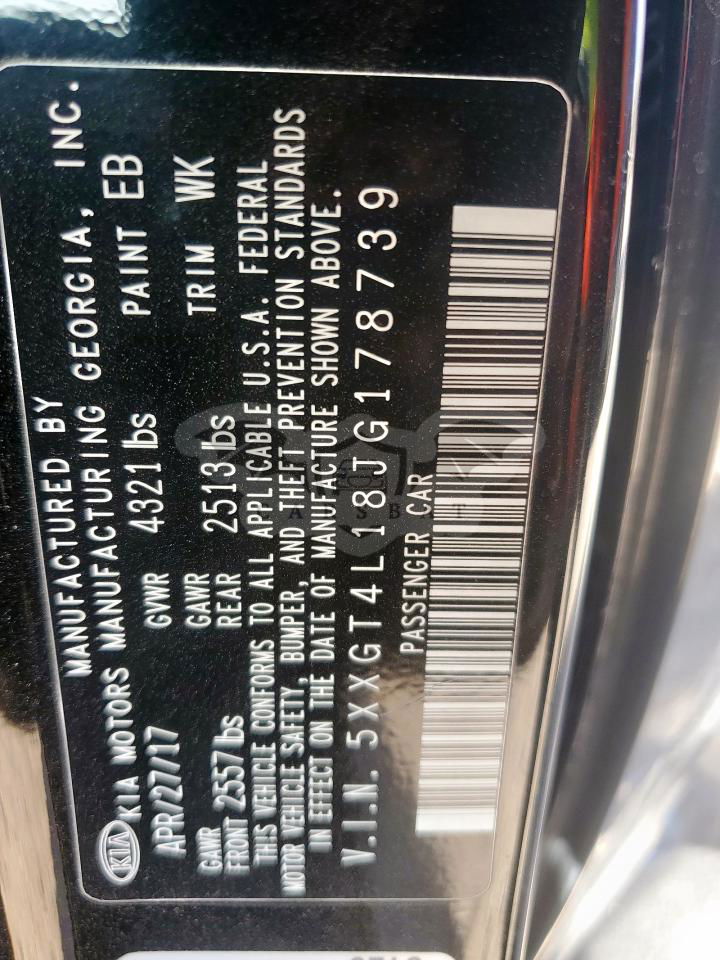 MANUFACTURED BY
KIA KIA MOTORS MANUFACTURING GEORGIA, INC.
APR/27/17 GVWR 4321 lbs PAINT EB
GAWR FRONT 2557 lbs GAWR REAR 2513 lbs TRIM WK
THIS VEHICLE CONFORMS TO ALL APPLICABLE U.S.A. FEDERAL
MOTOR VEHICLE SAFETY, BUMPER, AND THEFT PREVENTION STANDARDS
IN EFFECT ON THE DATE OF MANUFACTURE SHOWN ABOVE.
V.I.N. 5XXGT4L18JG178739
PASSENGER CAR